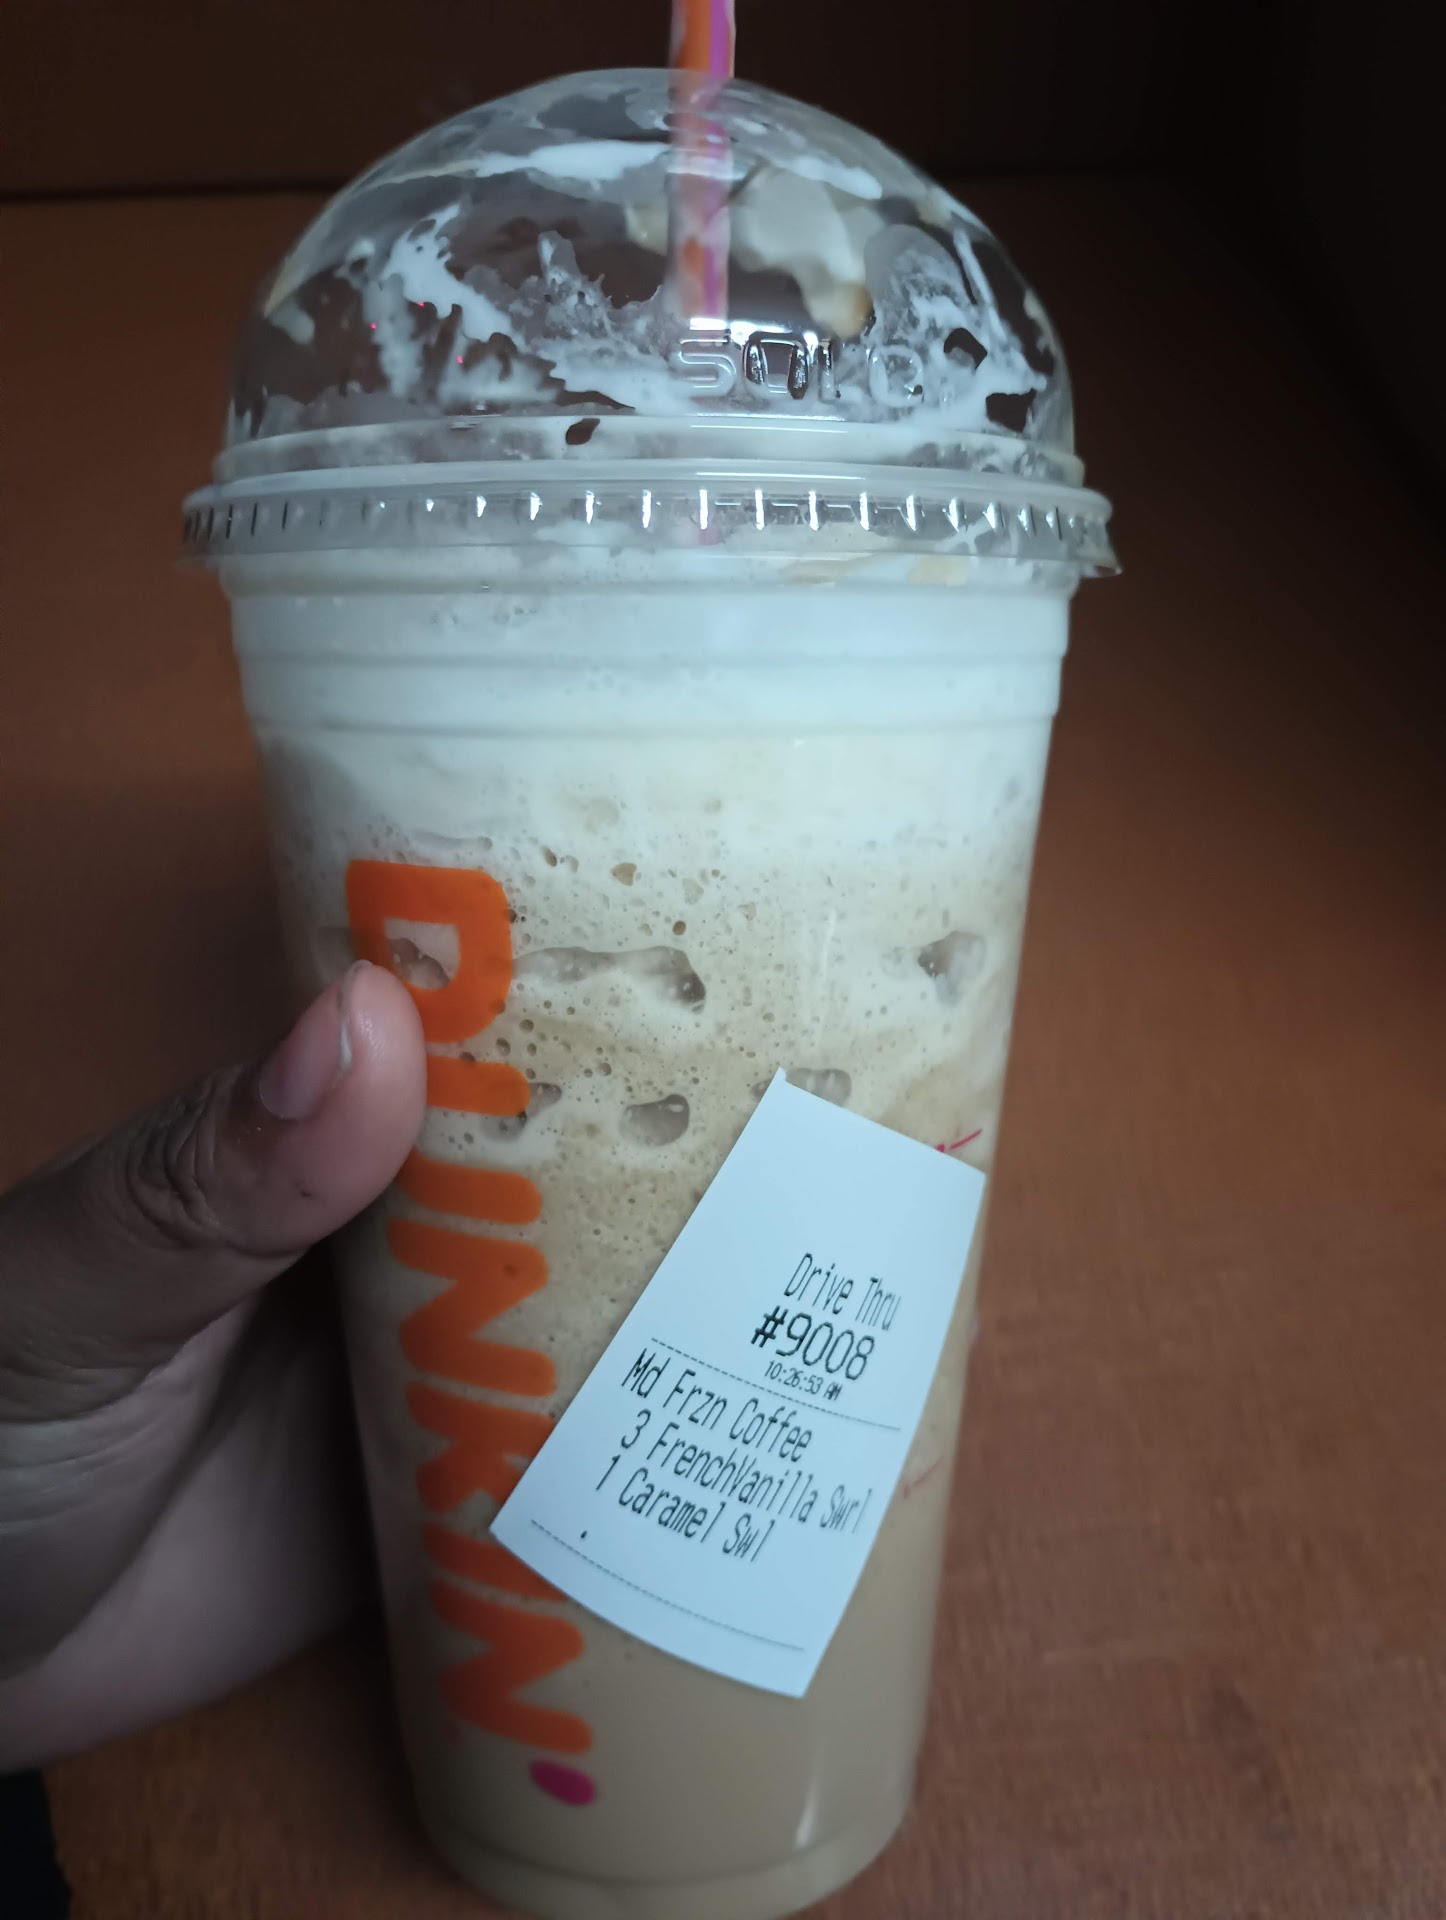 SOLO
DUNKIN'
Drive Thru
#9008
10:26:53 AM
Md Frzn Coffee
3 FrenchVanilla Swrl
1 Caramel Swl